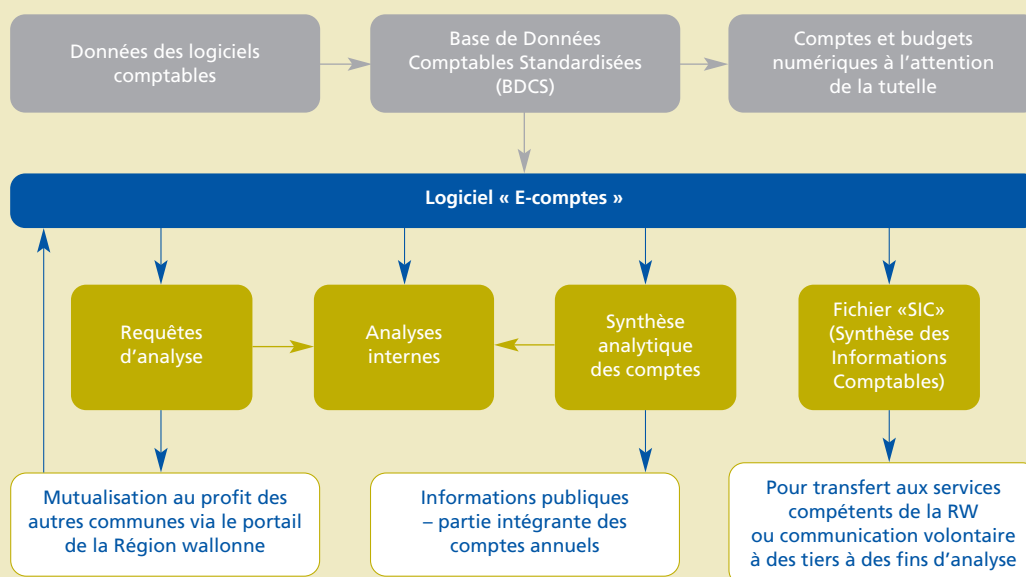 Données des logiciels
comptables
Base de Données
Comptables Standardisées
(BDCS)
Comptes et budgets
numériques à l'attention
de la tutelle
Logiciel « E-comptes »
Requêtes
d'analyse
Analyses
internes
Synthèse
analytique
des comptes
Fichier «SIC»
(Synthèse des
Informations
Comptables)
Mutualisation au profit des
autres communes via le portail
de la Région wallonne
Informations publiques
– partie intégrante des
comptes annuels
Pour transfert aux services
compétents de la RW
ou communication volontaire
à des tiers à des fins d'analyse